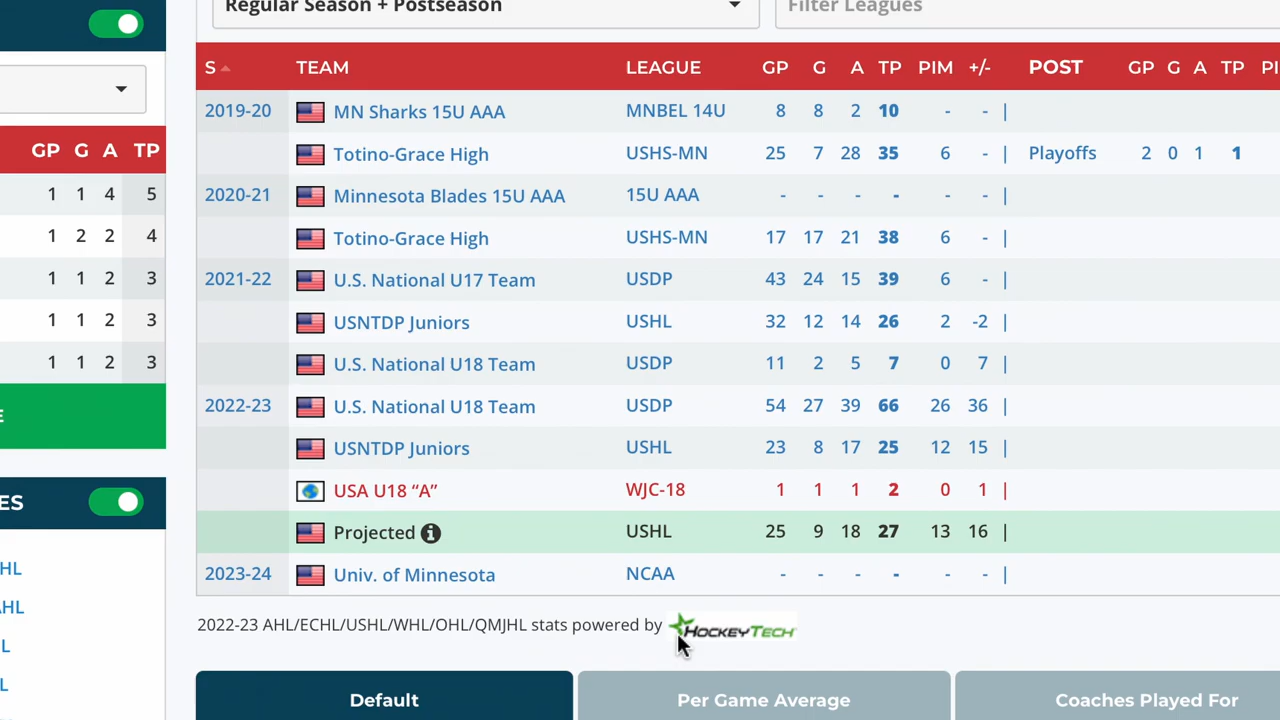 Regular Season + Postseason
Filter Leagues
S TEAM LEAGUE GP G A TP PIM +/- POST GP G A TP PI
2019-20 MN Sharks 15U AAA MNBEL 14U 8 8 2 10 - - |
Totino-Grace High USHS-MN 25 7 28 35 6 - | Playoffs 2 0 1 1
2020-21 Minnesota Blades 15U AAA 15U AAA - - - - - - |
Totino-Grace High USHS-MN 17 17 21 38 6 - |
2021-22 U.S. National U17 Team USDP 43 24 15 39 6 - |
USNTDP Juniors USHL 32 12 14 26 2 -2 |
U.S. National U18 Team USDP 11 2 5 7 0 7 |
2022-23 U.S. National U18 Team USDP 54 27 39 66 26 36 |
USNTDP Juniors USHL 23 8 17 25 12 15 |
USA U18 “A” WJC-18 1 1 1 2 0 1 |
Projected USHL 25 9 18 27 13 16 |
2023-24 Univ. of Minnesota NCAA - - - - - - |
2022-23 AHL/ECHL/USHL/WHL/OHL/QMJHL stats powered by HOCKEYTECH
Default
Per Game Average
Coaches Played For
GP G A TP
1 1 4 5
1 2 2 4
1 1 2 3
1 1 2 3
1 1 2 3
E
ES
HL
AHL
L
L